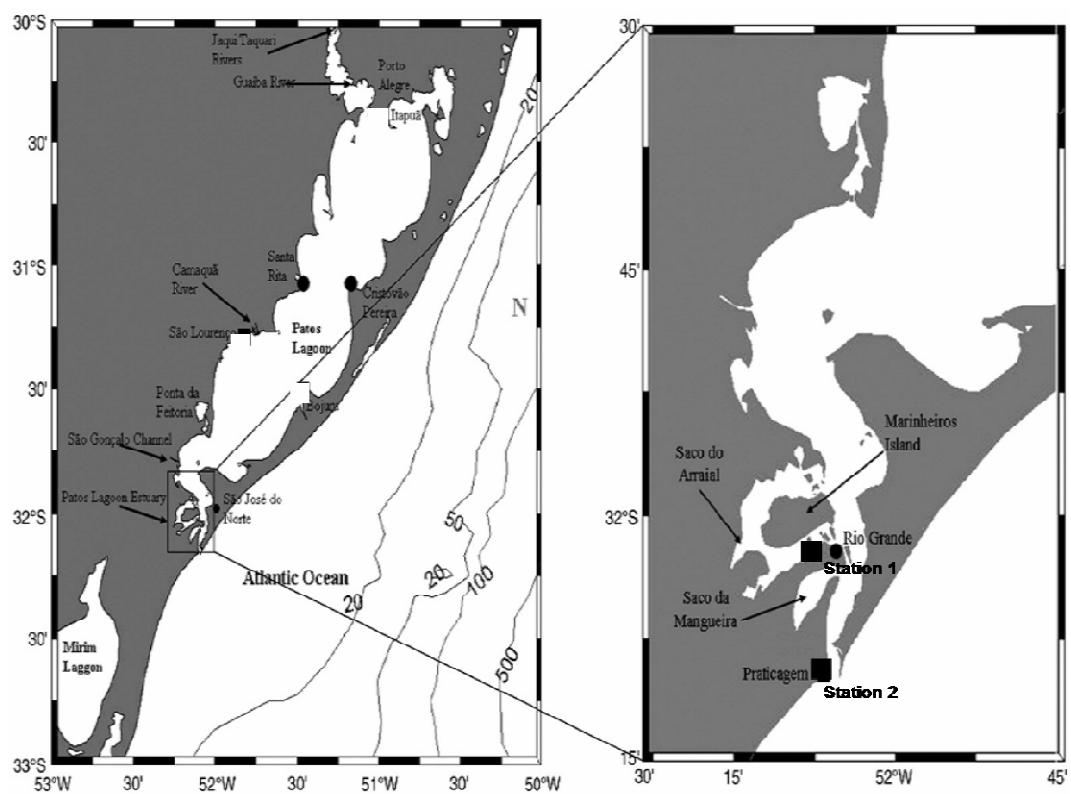 30°S
Jaqui Taquari
Rivers
Guaiba River
Porto
Alegre
Itapuã
20
30'
31°S
Santa
Rita
Camaquã
River
Cristóvão
Pereira
N
São Lourenço
Patos
Lagoon
30'
Ponta da
Feitoria
São Gonçalo Channel
Patos Lagoon Estuary
São José do
Norte
32°S
50
Atlantic Ocean
20
20
100
30'
Mirim
Laggon
500
33°S
53°W
30'
52°W
30'
51°W
30'
50°W
30'
45'
Marinheiros
Island
Saco do
Arraial
32°S
Rio Grande
Station 1
Saco da
Mangueira
Praticagem
Station 2
15'
30'
15'
52°W
45'